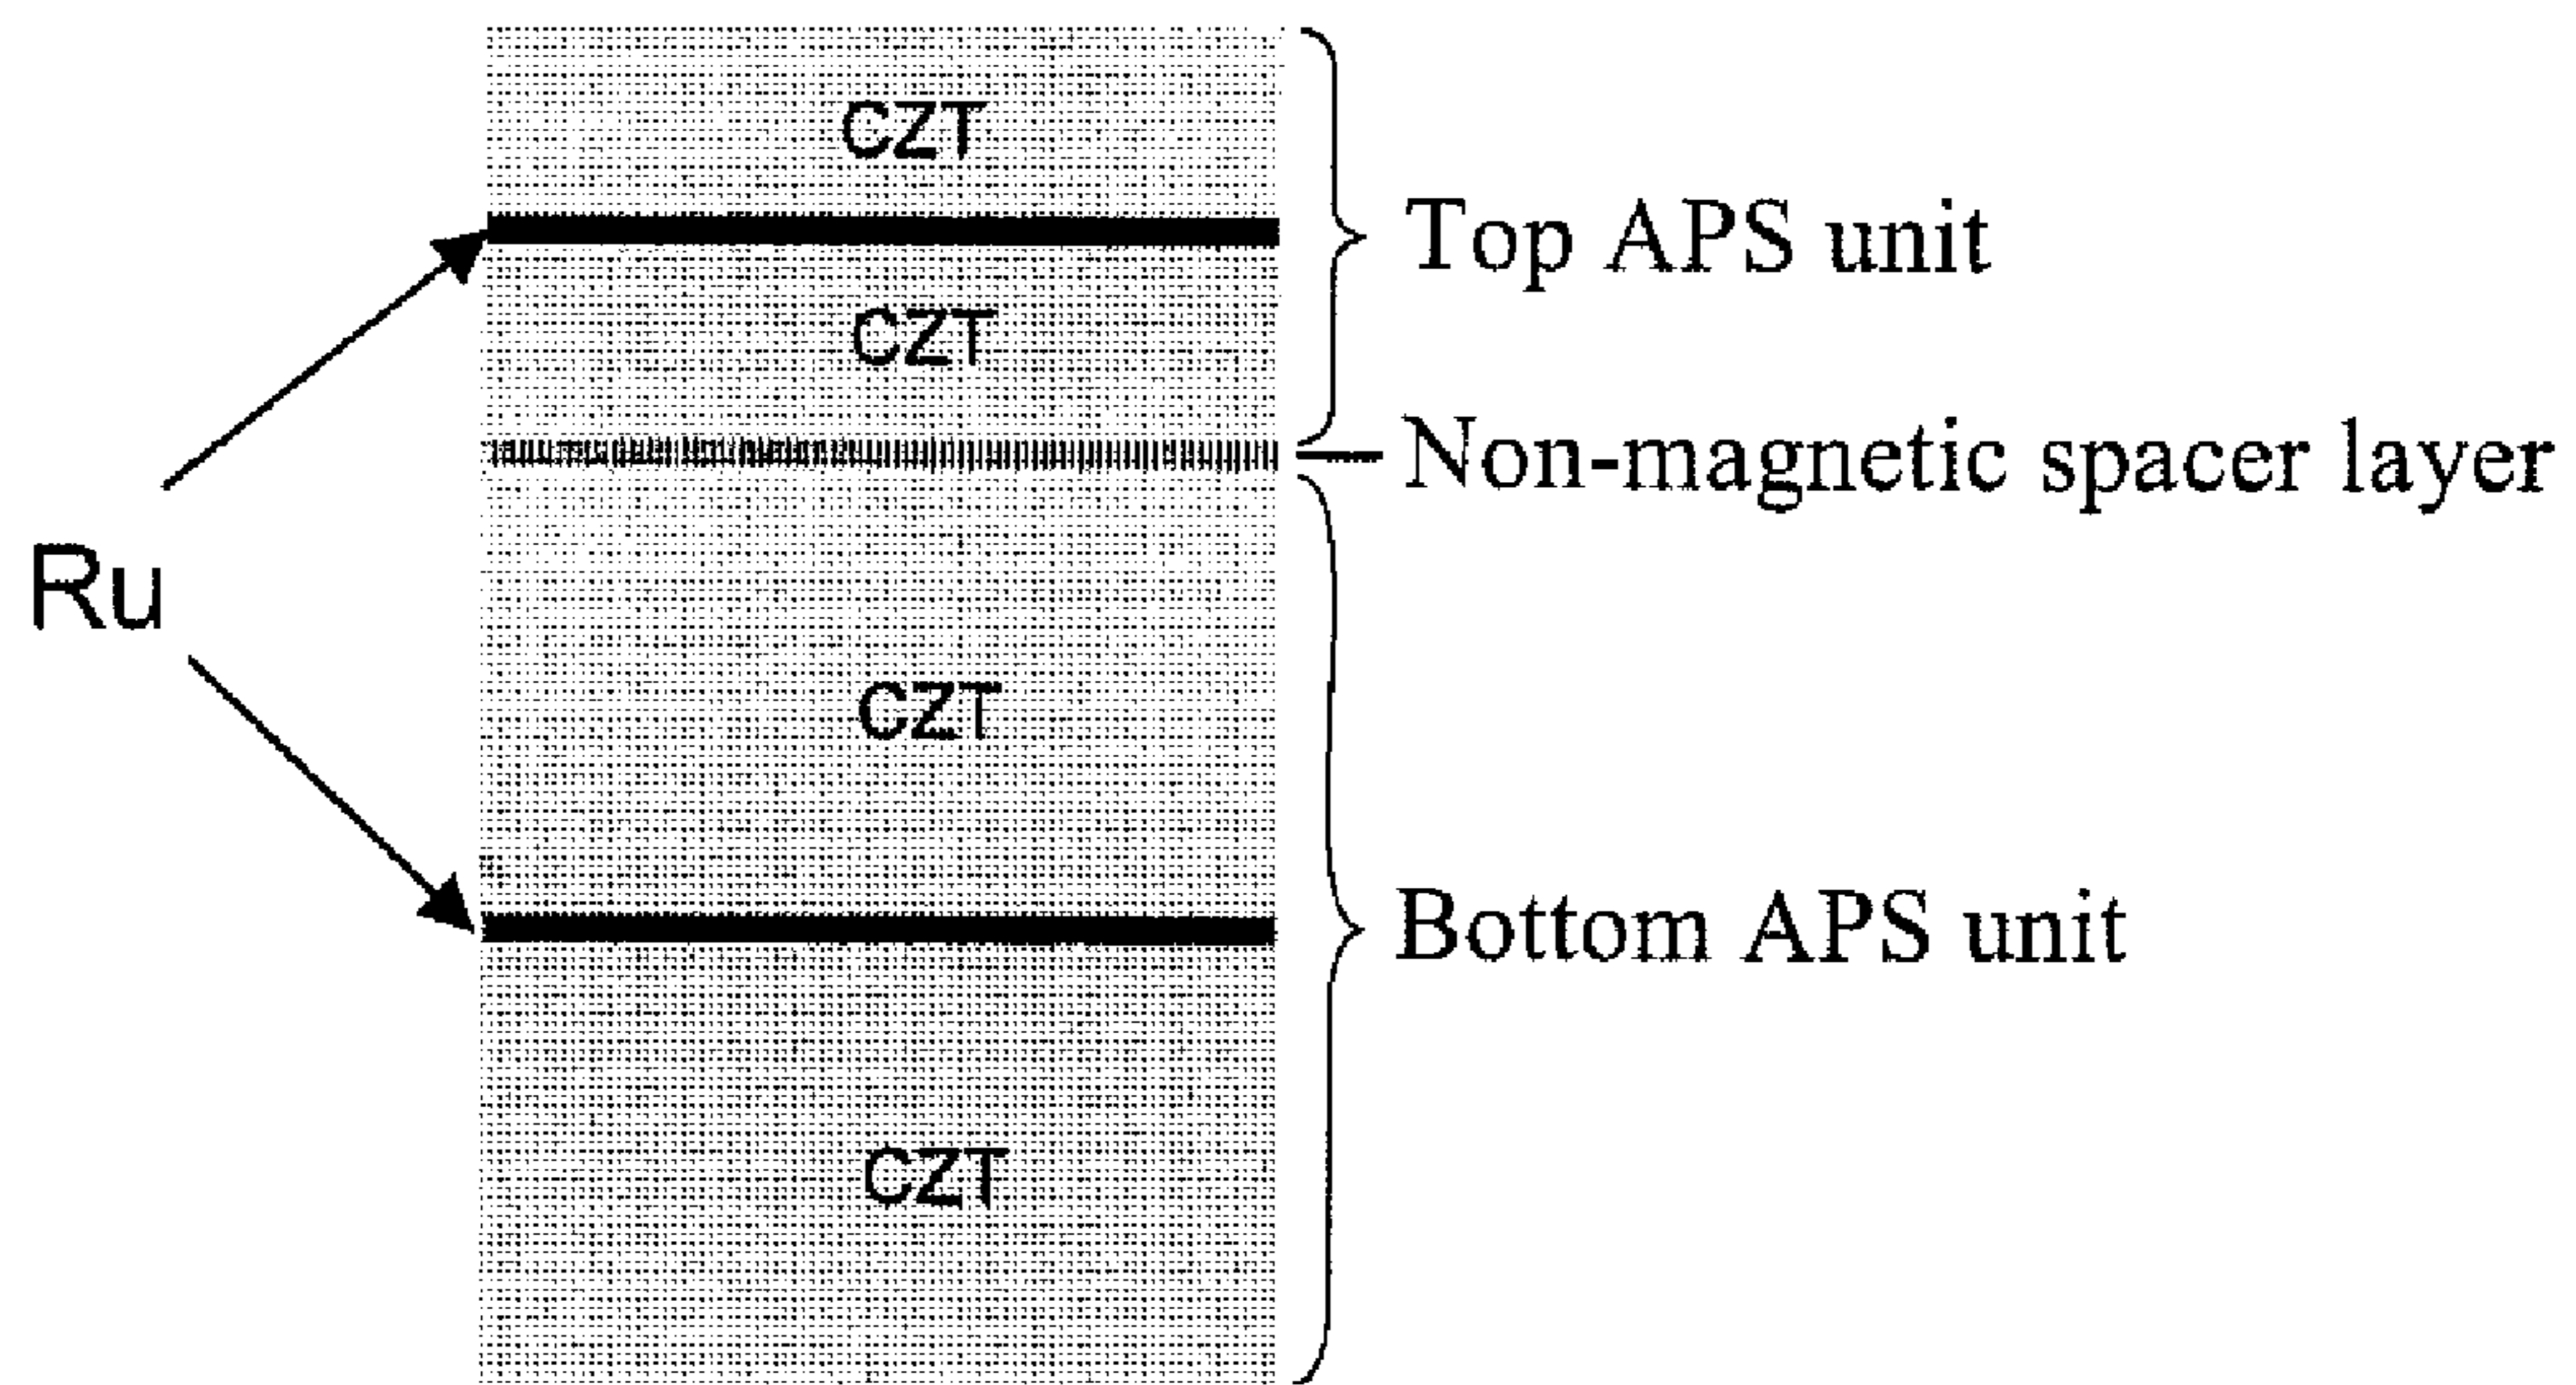 CZT
Top APS unit
CZT
Non-magnetic spacer layer
Ru
CZT
Bottom APS unit
CZT